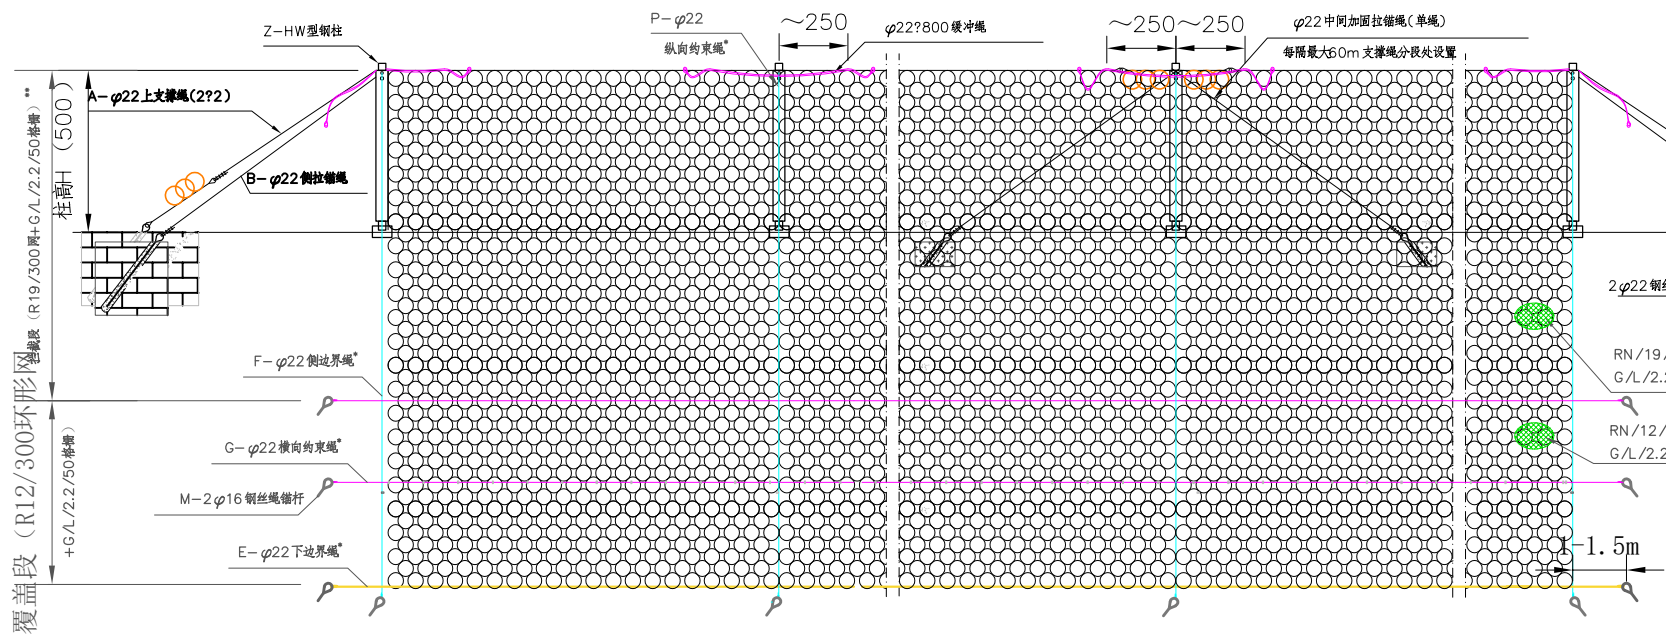 Z-HW型钢柱
P-φ22
纵向约束绳*
~250
φ22?800缓冲绳
~250~250
φ22中间加固拉锚绳(单绳)
每隔最大60m支撑绳分段处设置
A-φ22上支撑绳(2?2)
B-φ22侧拉锚绳
柱高H (500)
拦截段 (R19/300网+G/L/2.2/50格栅) **
2φ22钢丝
RN/19/
G/L/2.2
F-φ22侧边界绳*
RN/12/
G/L/2.2
G-φ22横向约束绳*
M-2φ16钢丝绳锚杆
E-φ22下边界绳*
1-1.5m
覆盖段 (R12/300环形网
+G/L/2.2/50格栅)